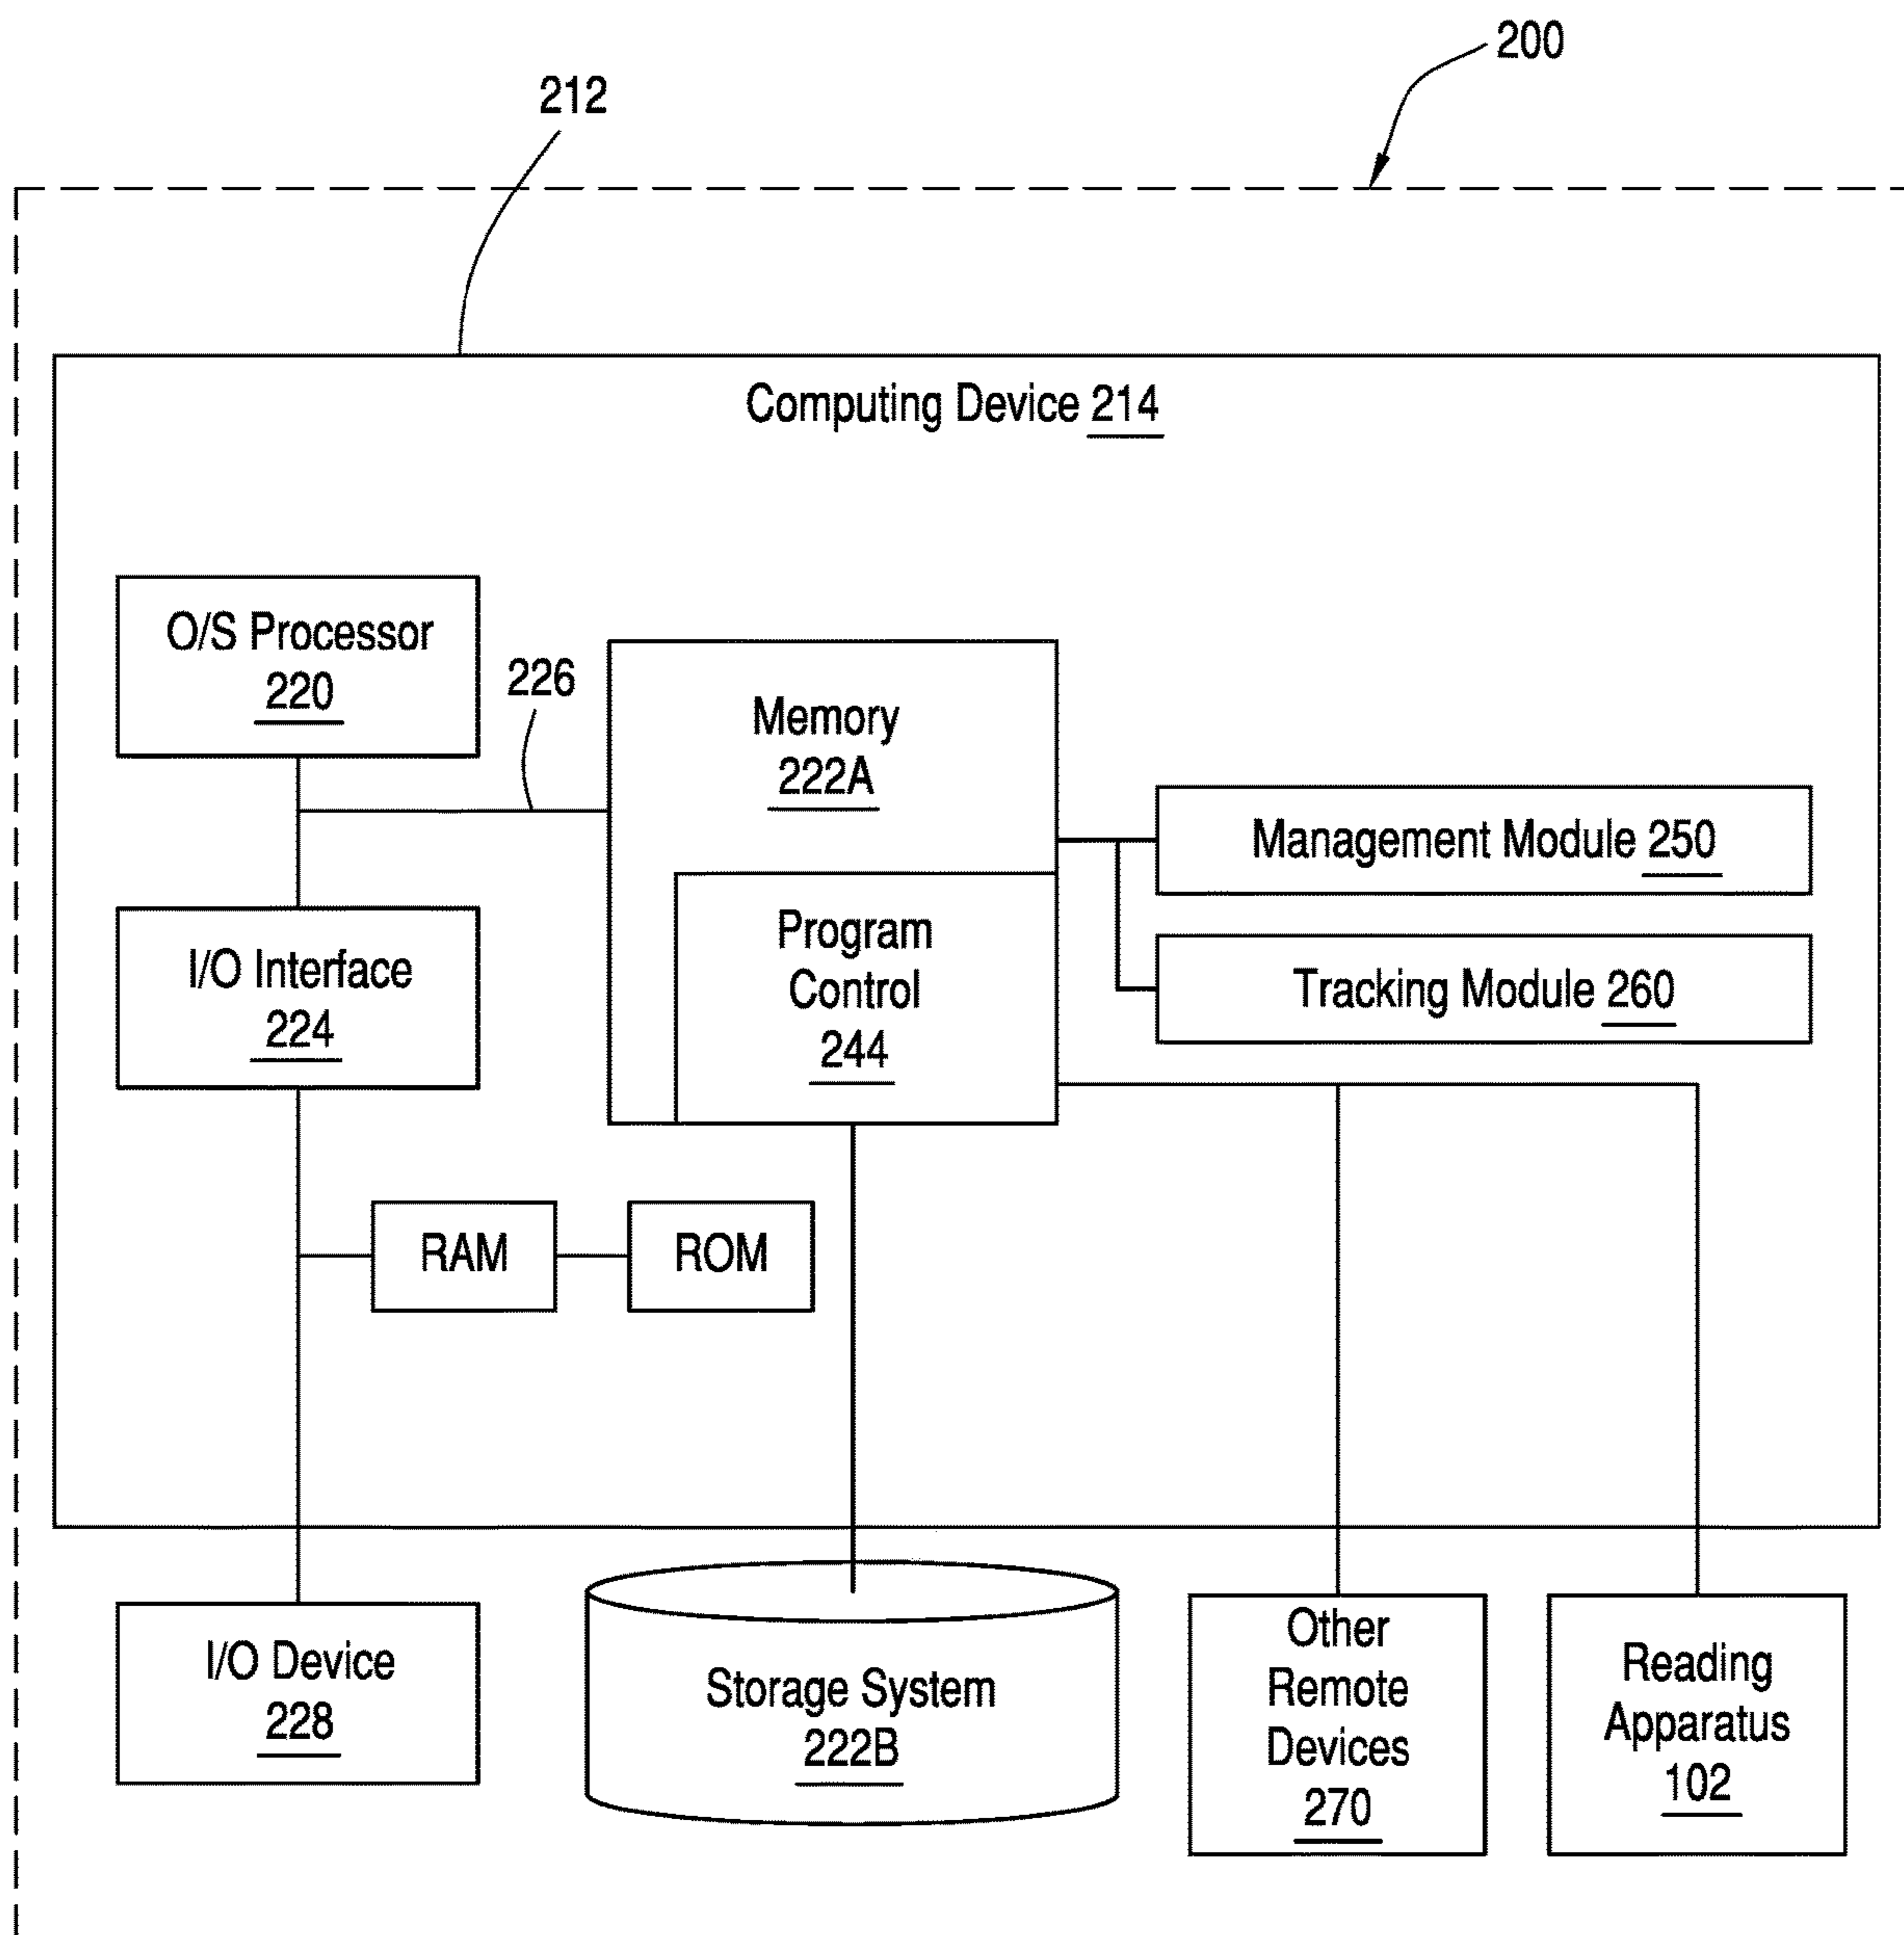 200
212
Computing Device 214
O/S Processor
220
226
Memory
222A
Management Module 250
Program
Control
244
I/O Interface
224
Tracking Module 260
RAM
ROM
I/O Device
228
Storage System
222B
Other
Remote
Devices
270
Reading
Apparatus
102